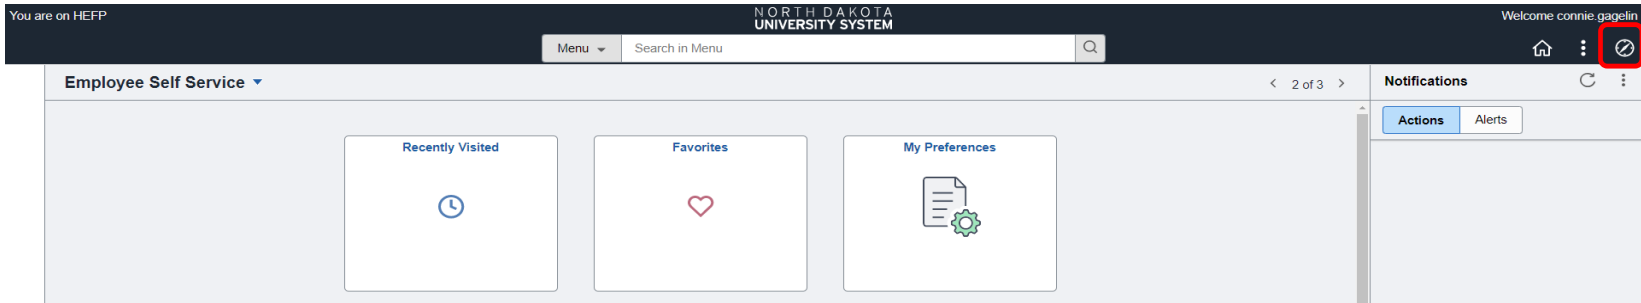 You are on HEFP
NORTH DAKOTA
UNIVERSITY SYSTEM
Welcome connie.gagelin
Menu
Search in Menu
Employee Self Service
2 of 3
Notifications
Actions
Alerts
Recently Visited
Favorites
My Preferences